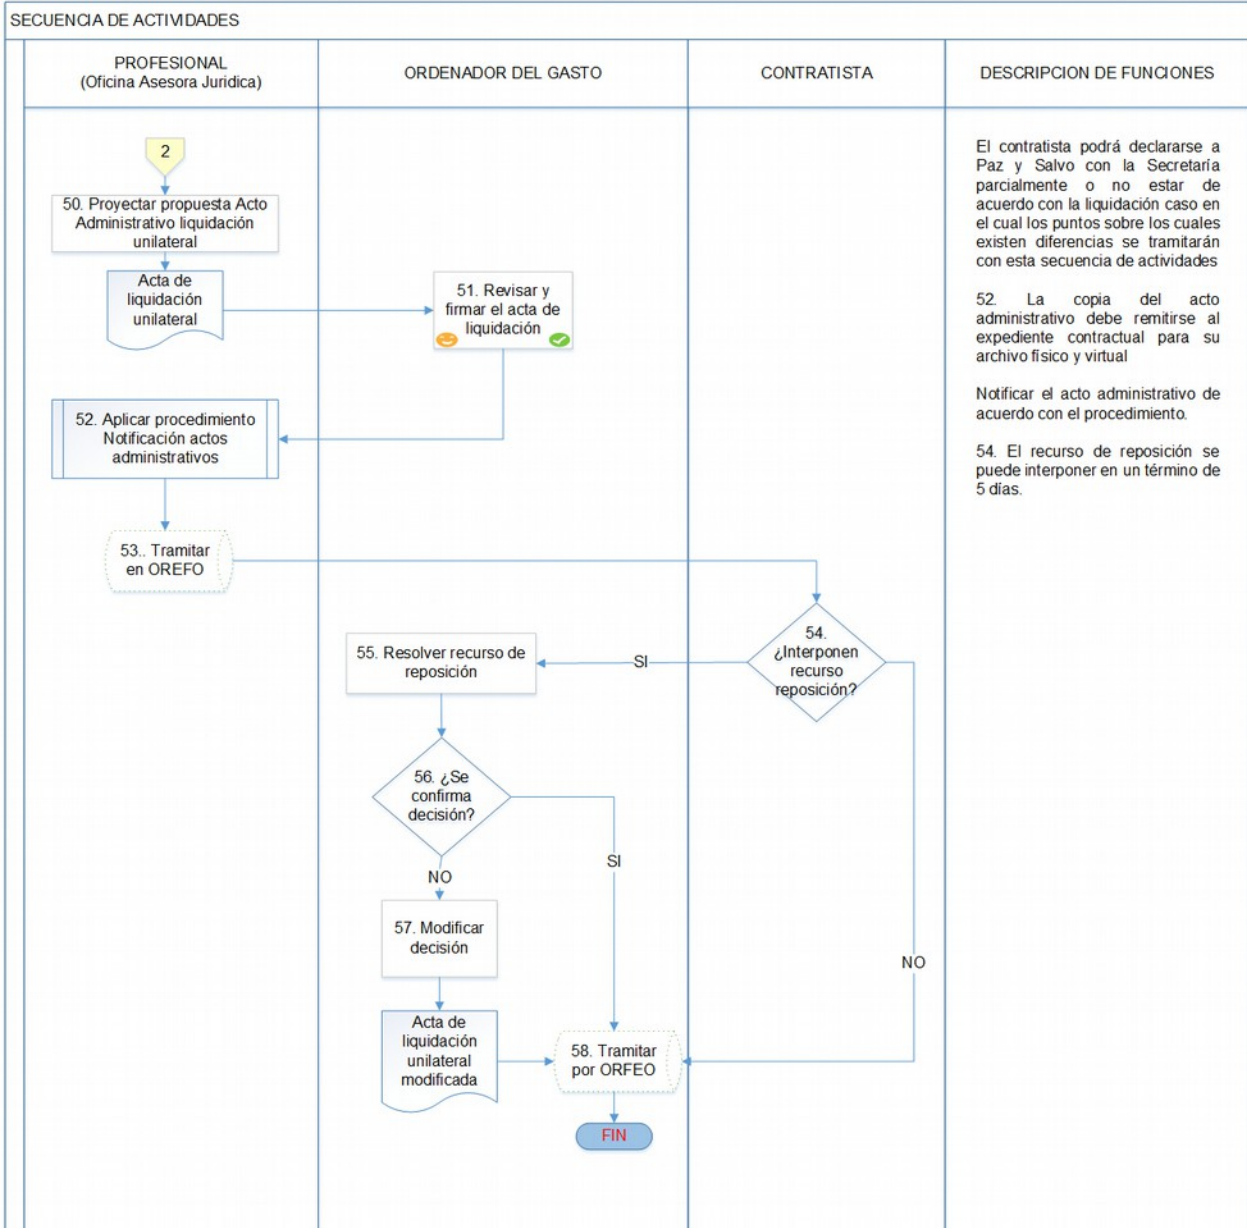 SECUENCIA DE ACTIVIDADES
PROFESIONAL
(Oficina Asesora Juridica)
ORDENADOR DEL GASTO
CONTRATISTA
DESCRIPCION DE FUNCIONES
2
50. Proyectar propuesta Acto
Administrativo liquidación
unilateral
Acta de
liquidación
unilateral
51. Revisar y
firmar el acta de
liquidación
52. Aplicar procedimiento
Notificación actos
administrativos
53.. Tramitar
en OREFO
54.
¿Interponen
recurso
reposición?
SI
NO
55. Resolver recurso de
reposición
56. ¿Se
confirma
decisión?
SI
NO
57. Modificar
decisión
Acta de
liquidación
unilateral
modificada
58. Tramitar
por ORFEO
FIN
El contratista podrá declararse a
Paz y Salvo con la Secretaría
parcialmente o no estar de
acuerdo con la liquidación caso en
el cual los puntos sobre los cuales
existen diferencias se tramitarán
con esta secuencia de actividades
52. La copia del acto
administrativo debe remitirse al
expediente contractual para su
archivo físico y virtual
Notificar el acto administrativo de
acuerdo con el procedimiento.
54. El recurso de reposición se
puede interponer en un término de
5 días.